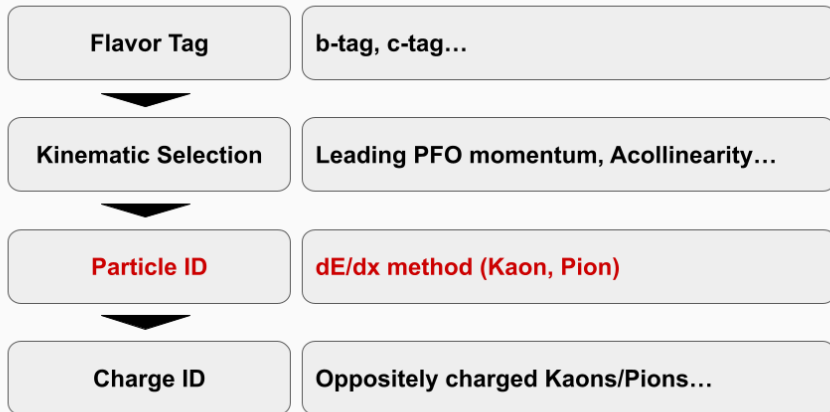 Flavor Tag
b-tag, c-tag…
Kinematic Selection
Leading PFO momentum, Acollinearity…
Particle ID
dE/dx method (Kaon, Pion)
Charge ID
Oppositely charged Kaons/Pions…